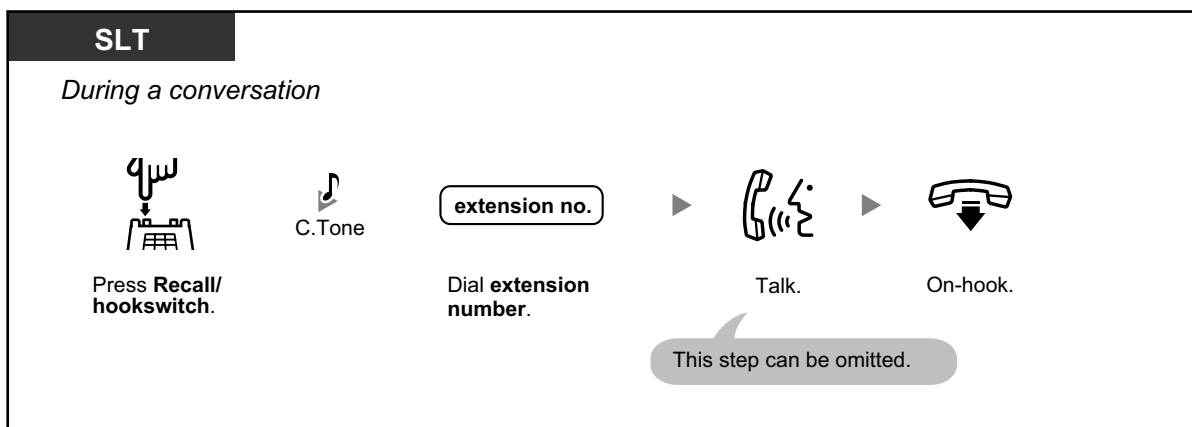 SLT
During a conversation
C.Tone
extension no.
Press Recall/
hookswitch.
Dial extension
number.
Talk.
On-hook.
This step can be omitted.